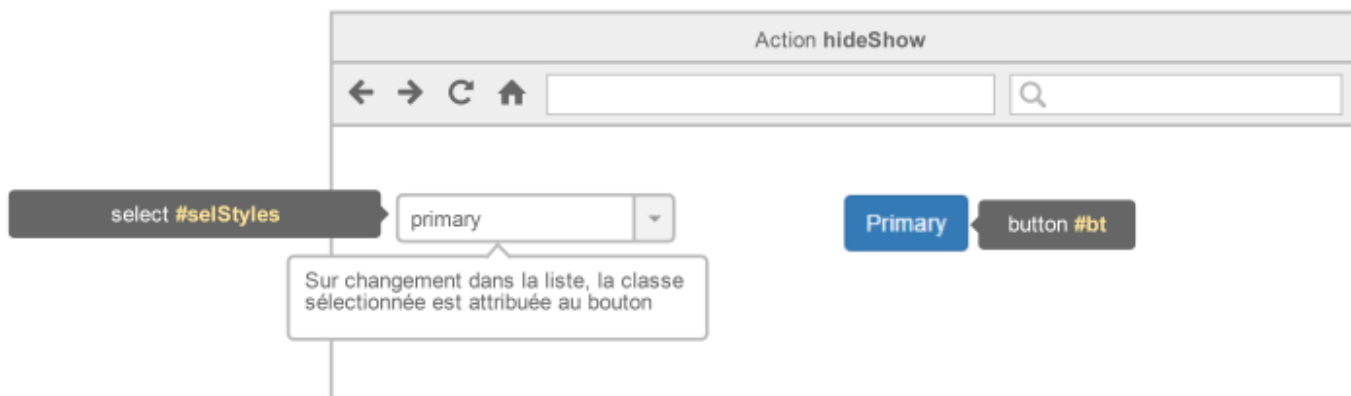 Action hideShow
select #selStyles
primary
Primary
button #bt
Sur changement dans la liste, la classe
sélectionnée est attribuée au bouton